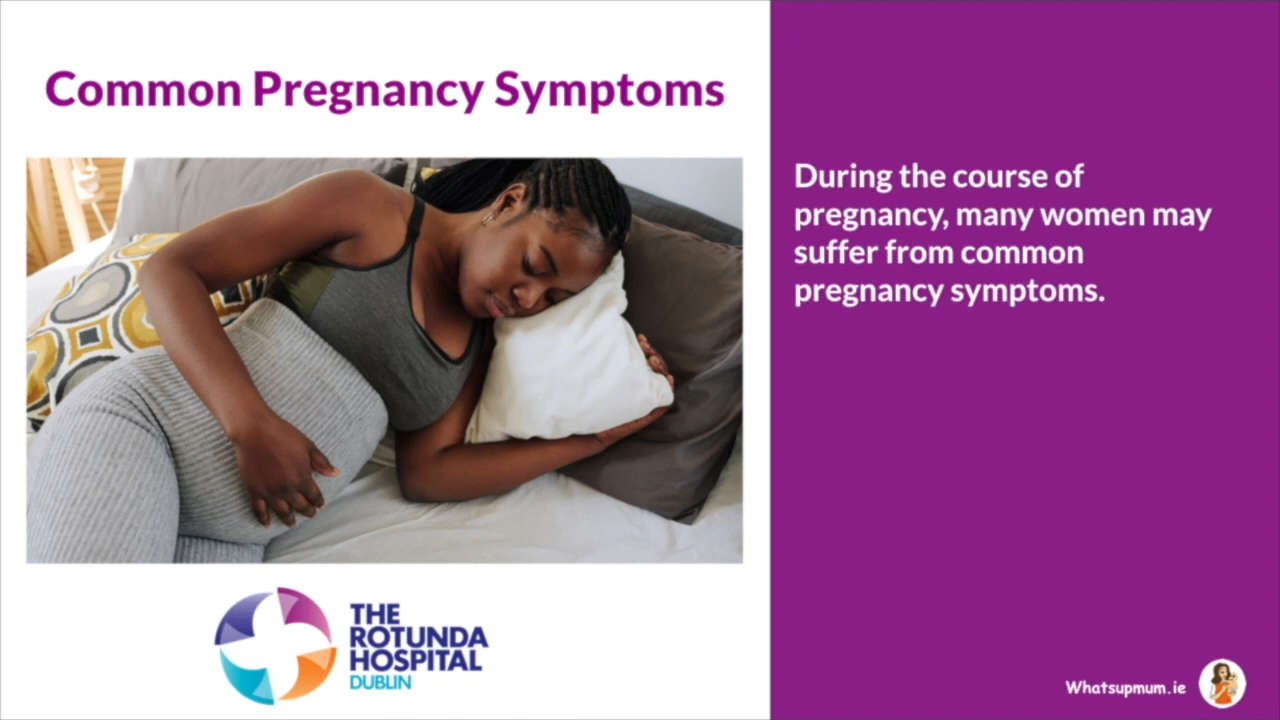 Common Pregnancy Symptoms
During the course of
pregnancy, many women may
suffer from common
pregnancy symptoms.
THE
ROTUNDA
HOSPITAL
DUBLIN
Whatsupmum.ie